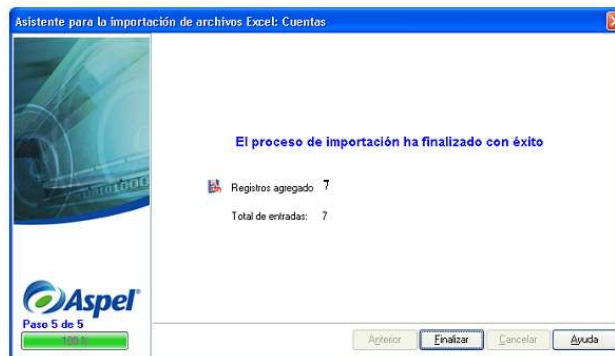 Asistente para la importación de archivos Excel: Cuentas
El proceso de importación ha finalizado con éxito
Registros agregado 7
Total de entradas: 7
Aspel
Paso 5 de 5
100 %
Anterior Finalizar Cancelar Ayuda